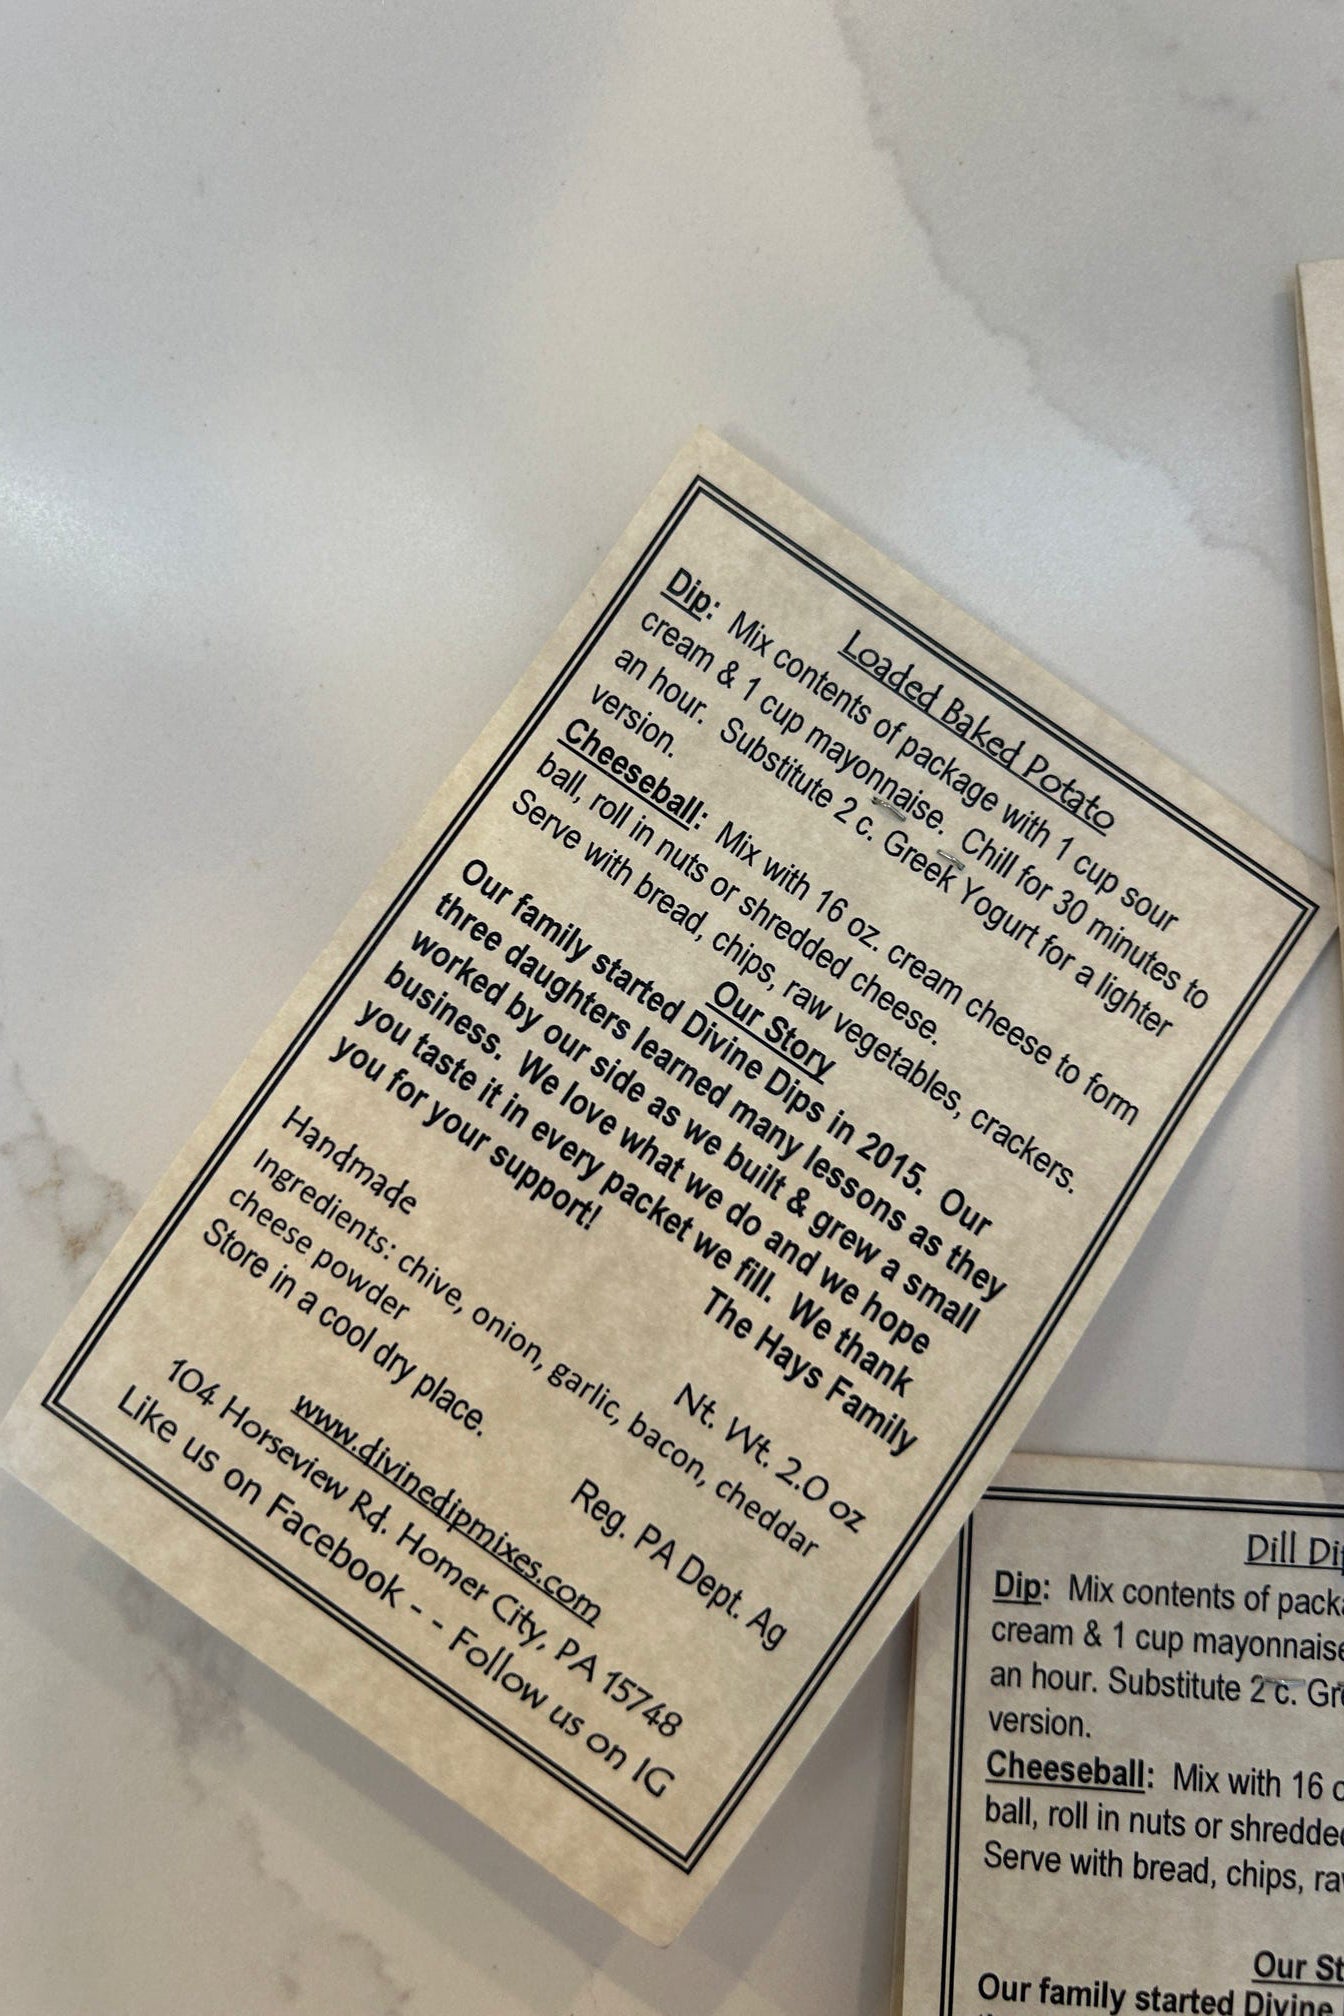 Loaded Baked Potato
Dip: Mix contents of package with 1 cup sour
cream & 1 cup mayonnaise. Chill for 30 minutes to
an hour. Substitute 2 c. Greek Yogurt for a lighter
version.
Cheeseball: Mix with 16 oz. cream cheese to form
ball, roll in nuts or shredded cheese.
Serve with bread, chips, raw vegetables, crackers.
Our Story
Our family started Divine Dips in 2015. Our
three daughters learned many lessons as they
worked by our side as we built & grew a small
business. We love what we do and we hope
you taste it in every packet we fill. We thank
you for your support!
The Hays Family
Handmade Nt. Wt. 2.0 oz
Ingredients: chive, onion, garlic, bacon, cheddar
cheese powder
Store in a cool dry place. Reg. PA Dept. Ag
www.divinedipmixes.com
104 Horseview Rd. Homer City, PA 15748
Like us on Facebook - - Follow us on IG
Dill Di
Dip: Mix contents of pack
cream & 1 cup mayonnaise
an hour. Substitute 2 c. Gr
version.
Cheeseball: Mix with 16
ball, roll in nuts or shredde
Serve with bread, chips, ra
Our St
Our family started Divine